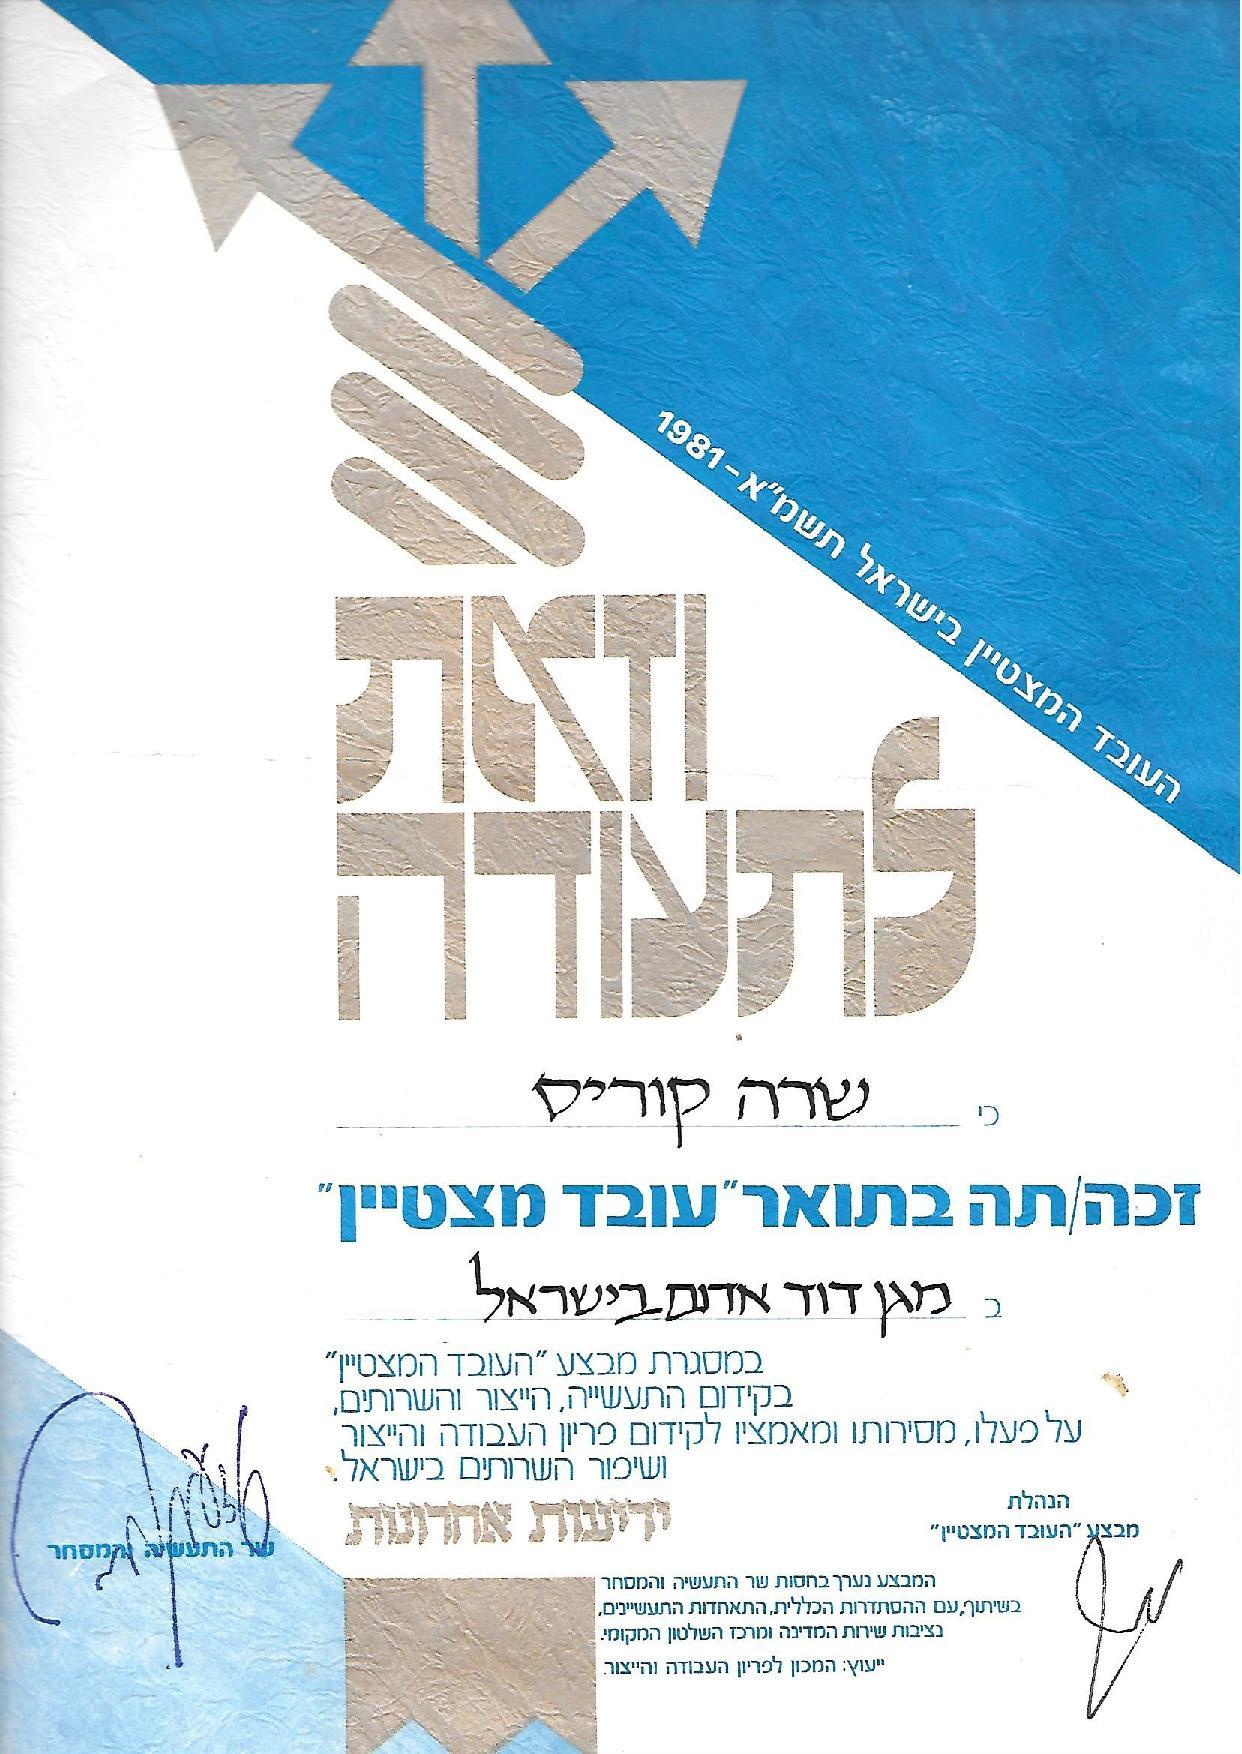 העובד המצטיין בישראל תשמ"א-1981
וזאת
לתעודה
כי שרה קוריס
זכה/תה בתואר "עובד מצטיין"
ב מגן דוד אדום בישראל
במסגרת מבצע "העובד המצטיין"
בקידום התעשייה, הייצור והשרותים,
על פעלו, מסירותו ומאמציו לקידום פריון העבודה והייצור
ושיפור השרותים בישראל.
ידיעות אחרונות
הנהלת
מבצע "העובד המצטיין"
שר התעשיה והמסחר
המבצע נערך בחסות שר התעשיה והמסחר
בשיתוף, עם ההסתדרות הכללית, התאחדות התעשיינים,
נציבות שירות המדינה ומרכז השלטון המקומי.
ייעוץ: המכון לפריון העבודה והייצור.